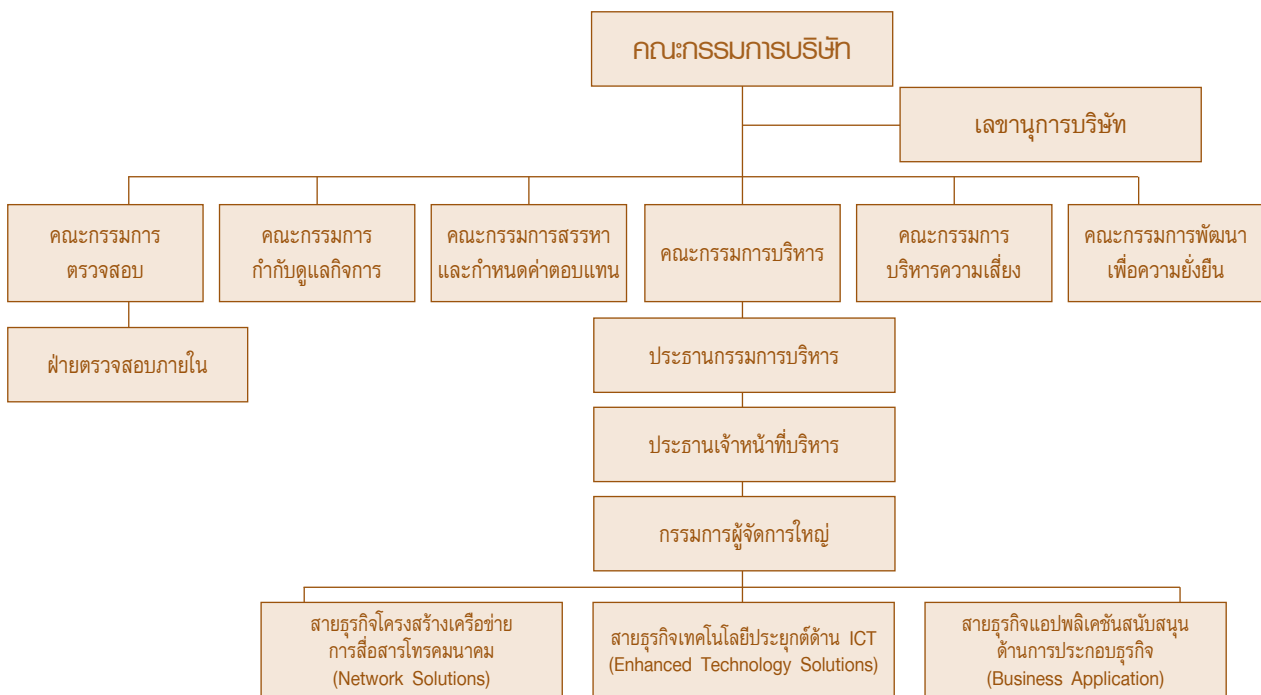 คณะกรรมการบริษัท
เลขานุการบริษัท
คณะกรรมการ
ตรวจสอบ
คณะกรรมการ
กำกับดูแลกิจการ
คณะกรรมการสรรหา
และกำหนดค่าตอบแทน
คณะกรรมการบริหาร
คณะกรรมการ
บริหารความเสี่ยง
คณะกรรมการพัฒนา
เพื่อความยั่งยืน
ฝ่ายตรวจสอบภายใน
ประธานกรรมการบริหาร
ประธานเจ้าหน้าที่บริหาร
กรรมการผู้จัดการใหญ่
สายธุรกิจโครงสร้างเครือข่าย
การสื่อสารโทรคมนาคม
(Network Solutions)
สายธุรกิจเทคโนโลยีประยุกต์ด้าน ICT
(Enhanced Technology Solutions)
สายธุรกิจแอปพลิเคชันสนับสนุน
ด้านการประกอบธุรกิจ
(Business Application)